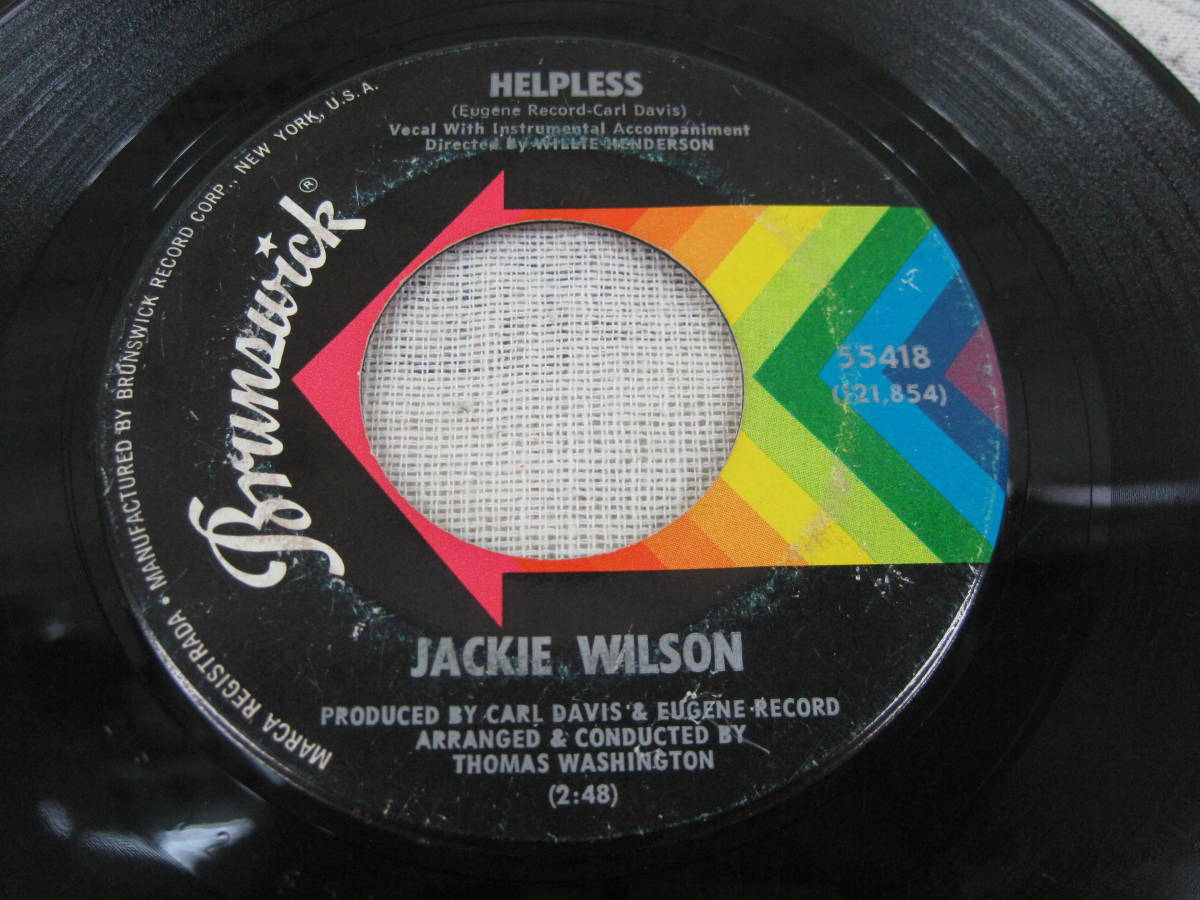 HELPLESS
(Eugene Record-Carl Davis)
Vocal With Instrumental Accompaniment
Directed By WILLIE HENDERSON
Brunswick®
MARCA REGISTRADA • MANUFACTURED BY BRUNSWICK RECORD CORP., NEW YORK, U.S.A.
55418
(121,854)
JACKIE WILSON
PRODUCED BY CARL DAVIS & EUGENE RECORD
ARRANGED & CONDUCTED BY
THOMAS WASHINGTON
(2:48)